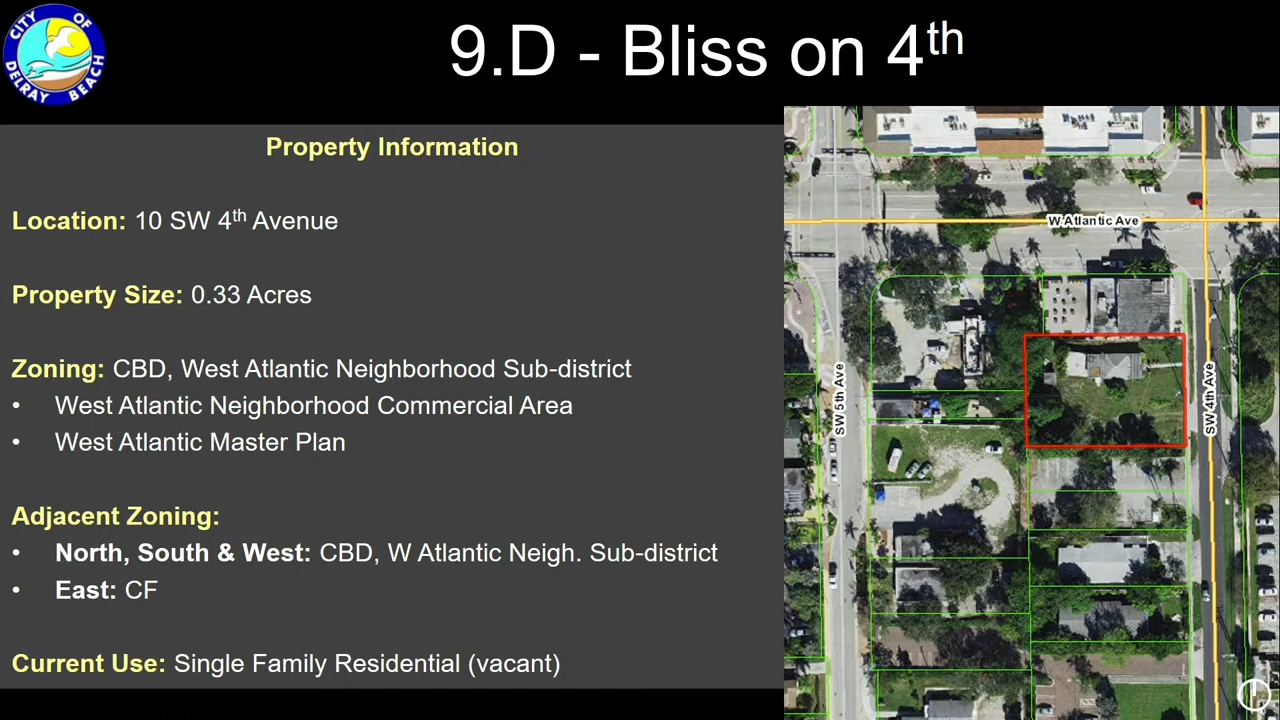 CITY OF
DELRAY BEACH
9.D - Bliss on 4th
Property Information
Location: 10 SW 4th Avenue
Property Size: 0.33 Acres
Zoning: CBD, West Atlantic Neighborhood Sub-district
• West Atlantic Neighborhood Commercial Area
• West Atlantic Master Plan
Adjacent Zoning:
• North, South & West: CBD, W Atlantic Neigh. Sub-district
• East: CF
Current Use: Single Family Residential (vacant)
W Atlantic Ave
SW 5th Ave
SW 4th Ave